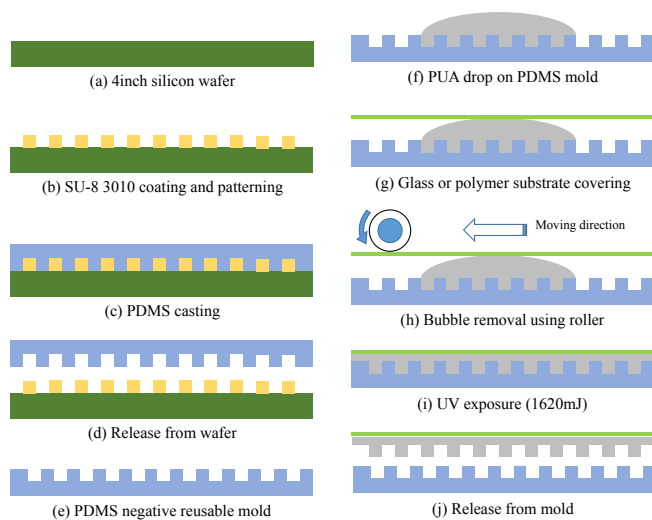 (a) 4inch silicon wafer
(b) SU-8 3010 coating and patterning
(c) PDMS casting
(d) Release from wafer
(e) PDMS negative reusable mold
(f) PUA drop on PDMS mold
(g) Glass or polymer substrate covering
Moving direction
(h) Bubble removal using roller
(i) UV exposure (1620mJ)
(j) Release from mold